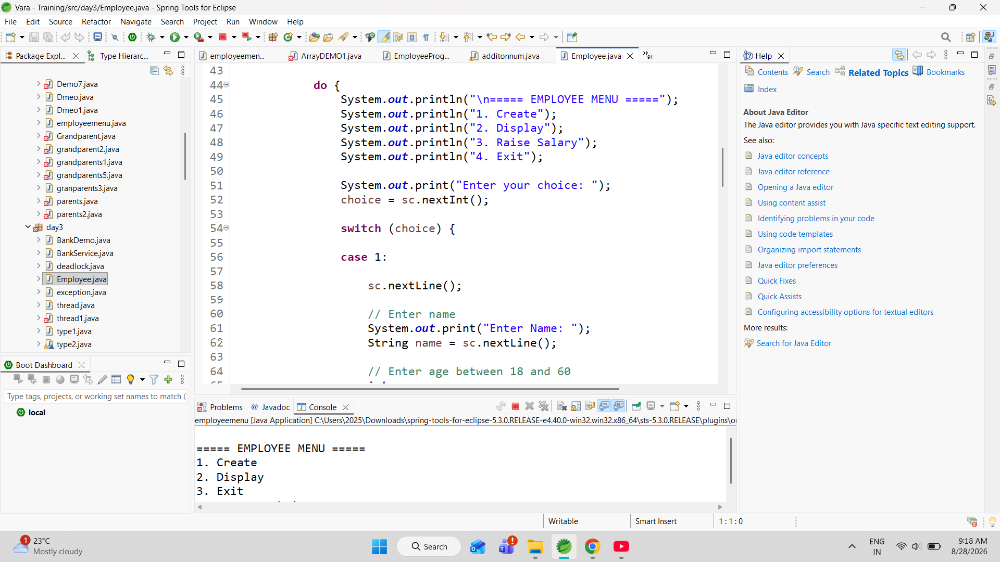 Vara - Training/src/day3/Employee.java - Spring Tools for Eclipse
File Edit Source Refactor Navigate Search Project Run Window Help
Package Expl... Type Hierarc...
Demo7.java
Dmeo.java
Dmeo1.java
employeemenu.java
Grandparent.java
grandparent2.java
grandparents1.java
grandparents5.java
granparents3.java
parents.java
parents2.java
day3
BankDemo.java
BankService.java
deadlock.java
Employee.java
exception.java
thread.java
thread1.java
type1.java
type2.java
Boot Dashboard
Type tags, projects, or working set names to match (
local
employeemen... ArrayDEMO1.java EmployeeProg... additonnum.java Employee.java »94
43
44 do {
45 System.out.println("\n===== EMPLOYEE MENU =====");
46 System.out.println("1. Create");
47 System.out.println("2. Display");
48 System.out.println("3. Raise Salary");
49 System.out.println("4. Exit");
50
51 System.out.print("Enter your choice: ");
52 choice = sc.nextInt();
53
54 switch (choice) {
55
56 case 1:
57
58 sc.nextLine();
59
60 // Enter name
61 System.out.print("Enter Name: ");
62 String name = sc.nextLine();
63
64 // Enter age between 18 and 60
Problems @ Javadoc Console
employeemenu [Java Application] C:\Users\2025\Downloads\spring-tools-for-eclipse-5.3.0.RELEASE-e4.40.0-win32.win32.x86_64\sts-5.3.0.RELEASE\plugins\o
===== EMPLOYEE MENU =====
1. Create
2. Display
3. Exit
Help
Contents Search Related Topics Bookmarks
Index
About Java Editor
The Java editor provides you with Java specific text editing support.
See also:
Java editor concepts
Java editor reference
Opening a Java editor
Using content assist
Identifying problems in your code
Using code templates
Organizing import statements
Java editor preferences
Quick Fixes
Quick Assists
Configuring accessibility options for textual editors
More results:
Search for Java Editor
Writable Smart Insert 1 : 1 : 0
1
23°C
Mostly cloudy
Search
ENG
IN
9:18 AM
8/28/2026